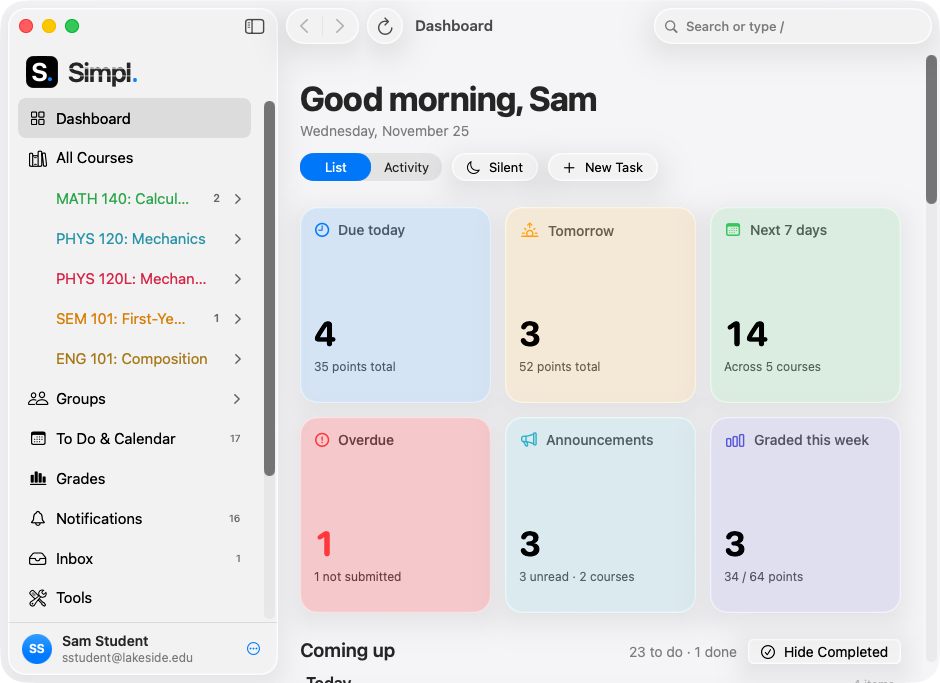 Dashboard
Search or type /
S.
Simpl.
Dashboard
All Courses
MATH 140: Calcul... 2
PHYS 120: Mechanics
PHYS 120L: Mechan...
SEM 101: First-Ye... 1
ENG 101: Composition
Groups
To Do & Calendar 17
Grades
Notifications 16
Inbox 1
Tools
SS
Sam Student
sstudent@lakeside.edu
Good morning, Sam
Wednesday, November 25
List Activity Silent + New Task
Due today
4
35 points total
Tomorrow
3
52 points total
Next 7 days
14
Across 5 courses
Overdue
1
1 not submitted
Announcements
3
3 unread · 2 courses
Graded this week
3
34 / 64 points
Coming up
23 to do · 1 done Hide Completed
Today
4 items